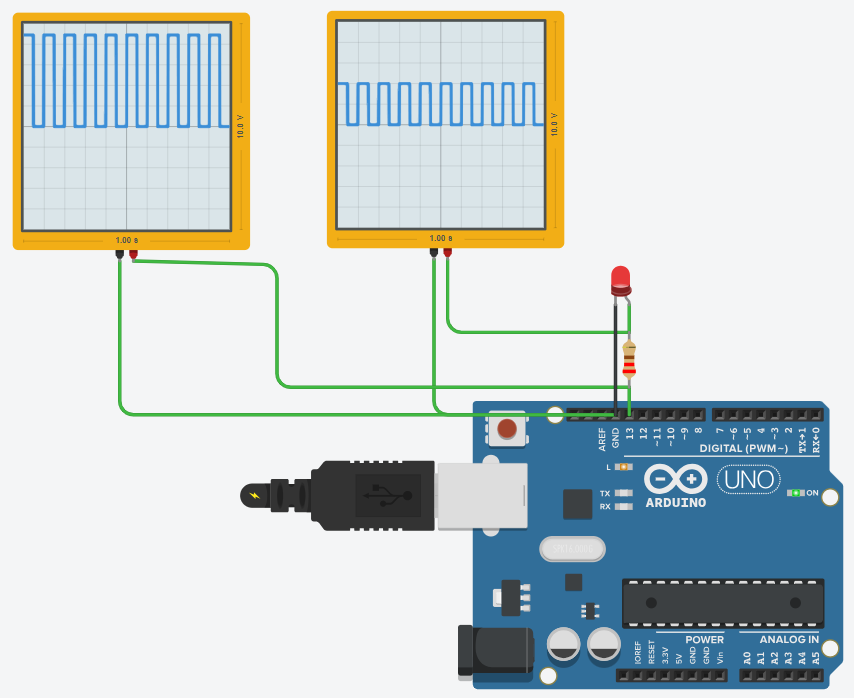 10.0 V
1.00 s
10.0 V
1.00 s
AREF
GND
13
12
~11
~10
~9
8
7
~6
~5
4
~3
2
TX→1
RX←0
DIGITAL (PWM~)
L
TX
RX
ARDUINO
UNO
ON
POWER
ANALOG IN
IOREF
RESET
3.3V
5V
GND
GND
Vin
A0
A1
A2
A3
A4
A5